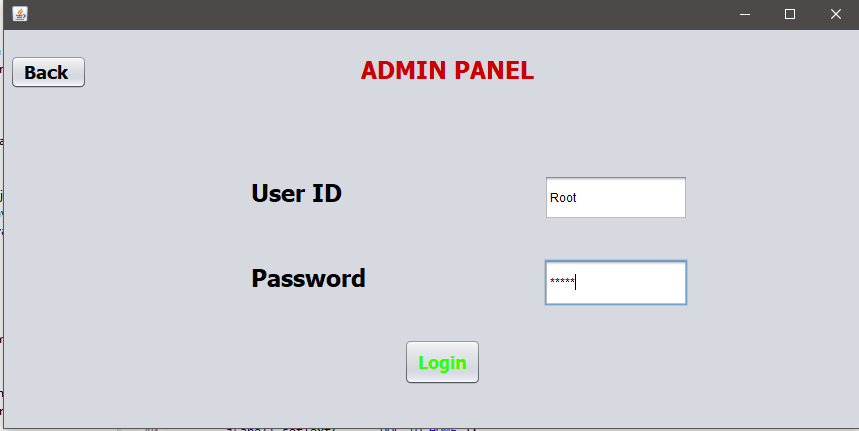 Back
ADMIN PANEL
User ID
Root
Password
*****
Login